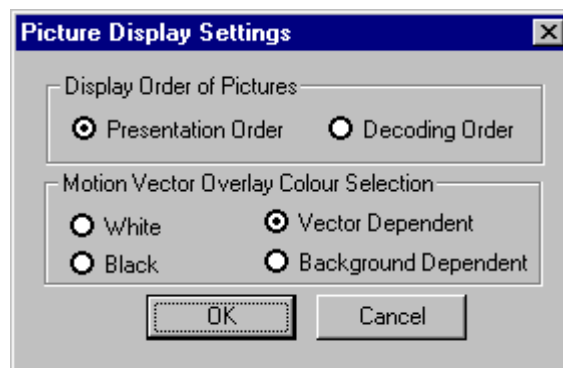 Picture Display Settings
Display Order of Pictures
Presentation Order Decoding Order
Motion Vector Overlay Colour Selection
White Vector Dependent
Black Background Dependent
OK Cancel